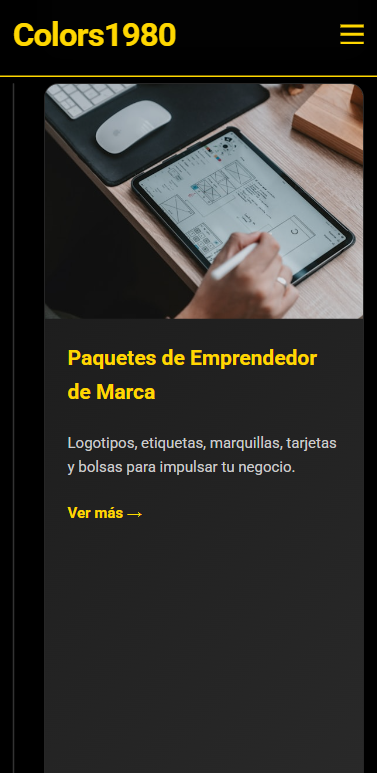 Colors1980
Paquetes de Emprendedor
de Marca
Logotipos, etiquetas, marquillas, tarjetas
y bolsas para impulsar tu negocio.
Ver más →